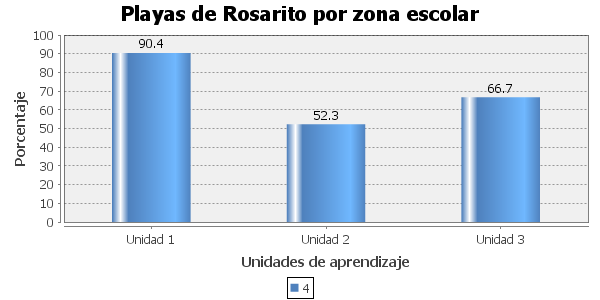 Playas de Rosarito por zona escolar
Porcentaje
100
90
80
70
60
50
40
30
20
10
0
90.4
52.3
66.7
Unidad 1
Unidad 2
Unidad 3
Unidades de aprendizaje
4